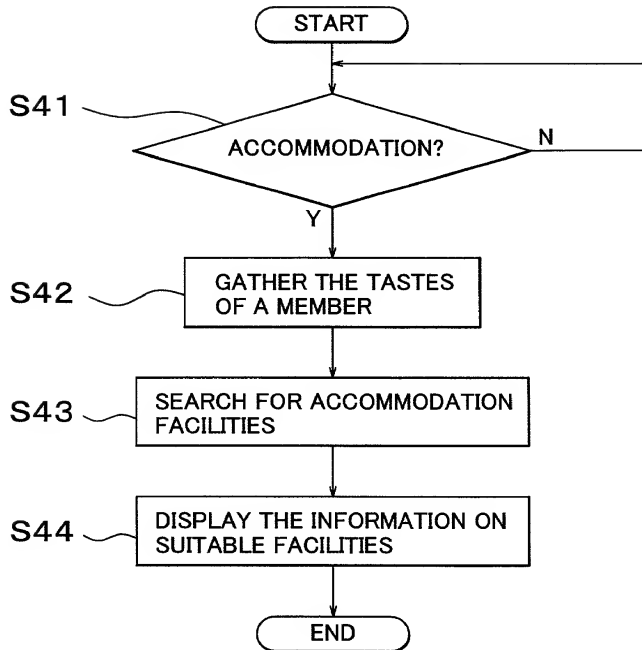 START
S41
ACCOMMODATION?
N
Y
S42
GATHER THE TASTES
OF A MEMBER
S43
SEARCH FOR ACCOMMODATION
FACILITIES
S44
DISPLAY THE INFORMATION ON
SUITABLE FACILITIES
END